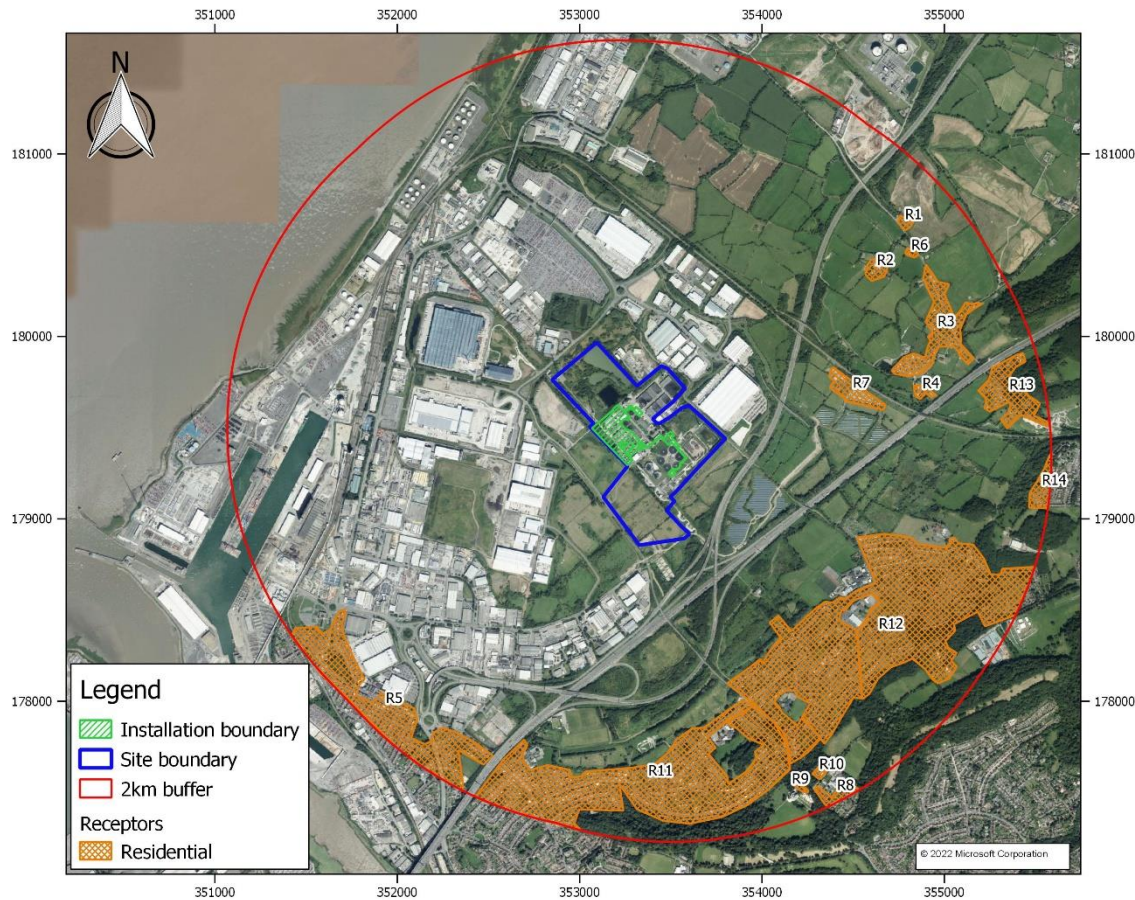 351000 352000 353000 354000 355000
N
181000 181000
R1
R6
R2
180000 180000
R3
R7 R4 R13
R14
179000 179000
R12
R5
178000 178000
R11
R10
R9 R8
Legend
Installation boundary
Site boundary
2km buffer
Receptors
Residential
© 2022 Microsoft Corporation
351000 352000 353000 354000 355000